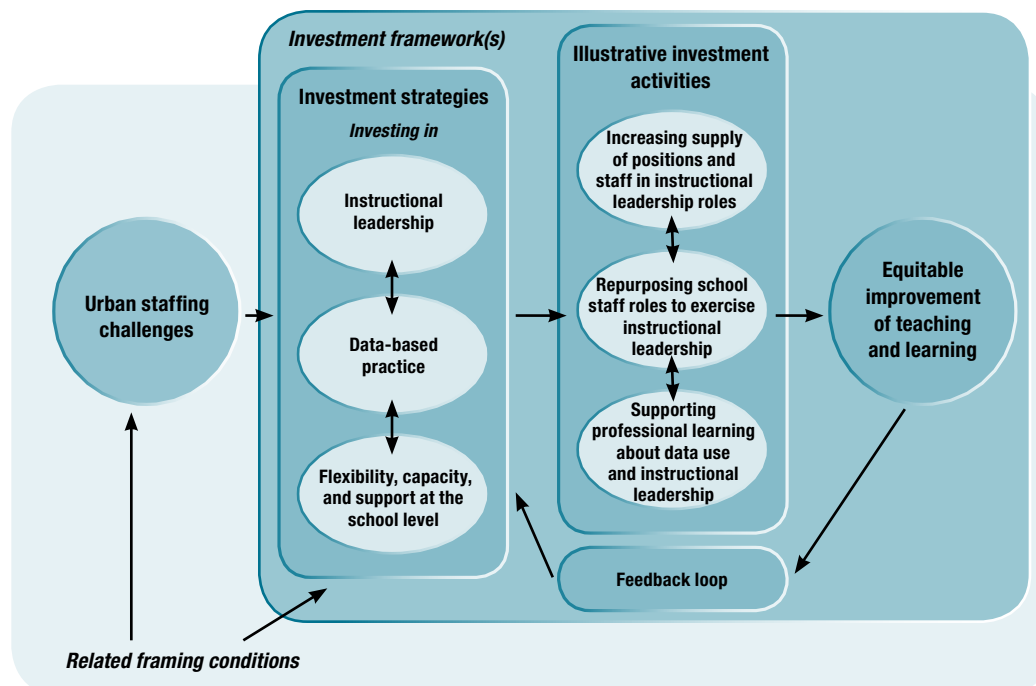 Investment framework(s)
Investment strategies
Investing in
Instructional
leadership
Data-based
practice
Flexibility, capacity,
and support at the
school level
Illustrative investment
activities
Increasing supply
of positions and
staff in instructional
leadership roles
Repurposing school
staff roles to exercise
instructional
leadership
Supporting
professional learning
about data use
and instructional
leadership
Urban staffing
challenges
Equitable
improvement
of teaching
and learning
Feedback loop
Related framing conditions